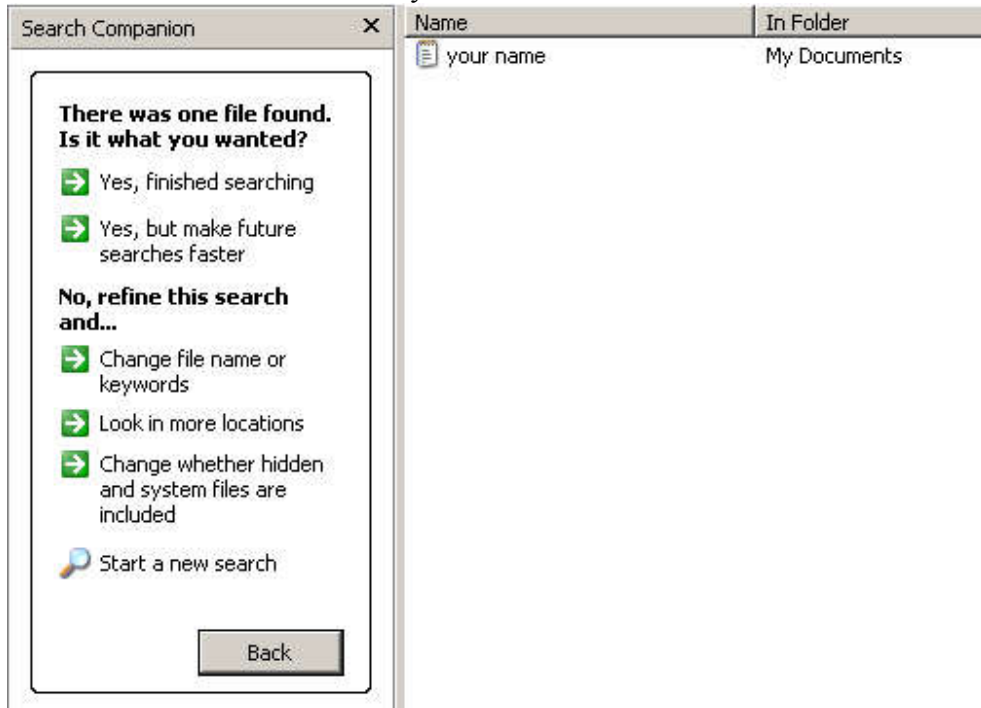 Search Companion
There was one file found.
Is it what you wanted?
Yes, finished searching
Yes, but make future
searches faster
No, refine this search
and...
Change file name or
keywords
Look in more locations
Change whether hidden
and system files are
included
Start a new search
Back
Name In Folder
your name My Documents